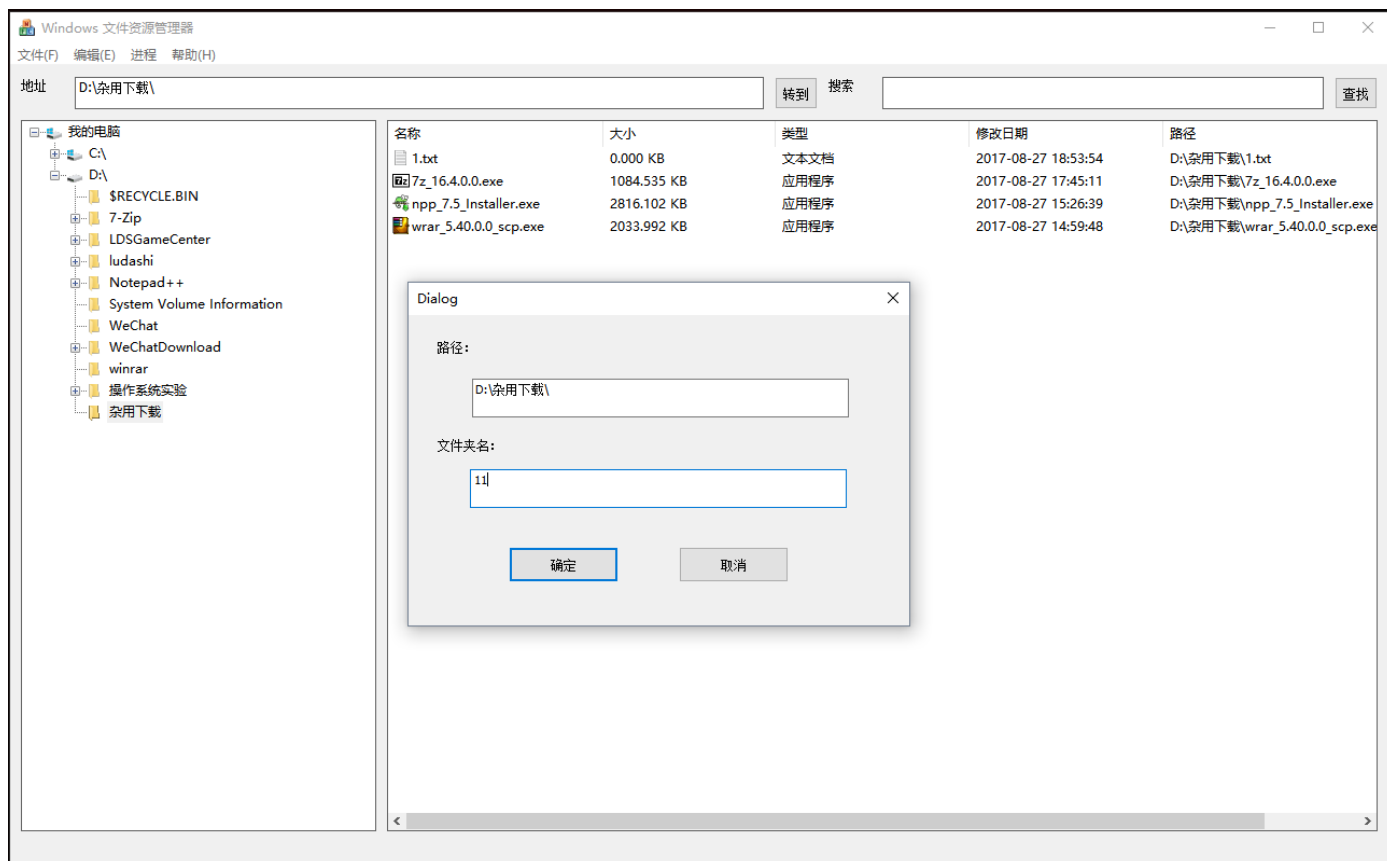 Windows 文件资源管理器
文件(F) 编辑(E) 进程 帮助(H)
地址 D:\杂用下载\ 转到 搜索 查找
我的电脑
C:\
D:\
$RECYCLE.BIN
7-Zip
LDSGameCenter
ludashi
Notepad++
System Volume Information
WeChat
WeChatDownload
winrar
操作系统实验
杂用下载
名称 大小 类型 修改日期 路径
1.txt 0.000 KB 文本文档 2017-08-27 18:53:54 D:\杂用下载\1.txt
7z_16.4.0.0.exe 1084.535 KB 应用程序 2017-08-27 17:45:11 D:\杂用下载\7z_16.4.0.0.exe
npp_7.5_Installer.exe 2816.102 KB 应用程序 2017-08-27 15:26:39 D:\杂用下载\npp_7.5_Installer.exe
wrar_5.40.0.0_scp.exe 2033.992 KB 应用程序 2017-08-27 14:59:48 D:\杂用下载\wrar_5.40.0.0_scp.exe
Dialog
路径:
D:\杂用下载\
文件夹名:
11
确定 取消